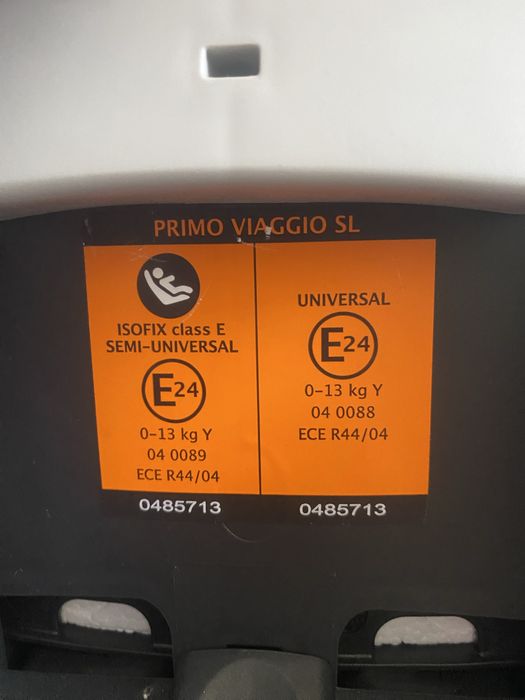 PRIMO VIAGGIO SL
ISOFIX class E
SEMI-UNIVERSAL
E24
0-13 kg Y
04 0089
ECE R44/04
0485713
UNIVERSAL
E24
0-13 kg Y
04 0088
ECE R44/04
0485713